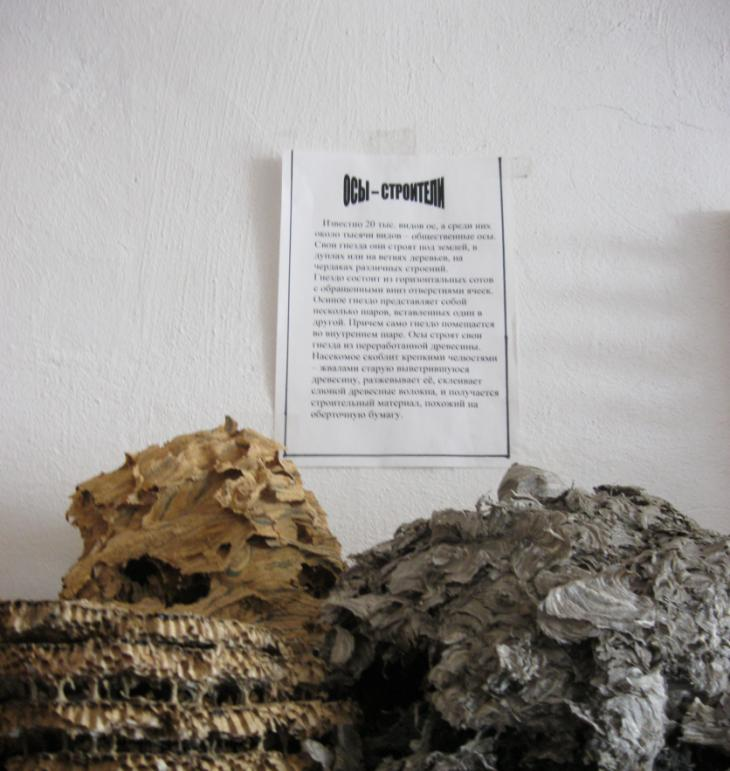 ОСЫ – СТРОИТЕЛИ
Известно 20 тыс. видов ос, а среди них
около тысячи видов – общественные осы.
Свои гнезда они строят под землей, в
дуплах или на ветвях деревьев, на
чердаках различных строений.
Гнездо состоит из горизонтальных сотов
с обращенными вниз отверстиями ячеек.
Осиное гнездо представляет собой
несколько шаров, вставленных один в
другой. Причем само гнездо помещается
во внутреннем шаре. Осы строят свои
гнезда из переработанной древесины.
Насекомое скоблит крепкими челюстями
– жвалами старую выветрившуюся
древесину, разжевывает её, склеивает
слюной древесные волокна, и получается
строительный материал, похожий на
оберточную бумагу.